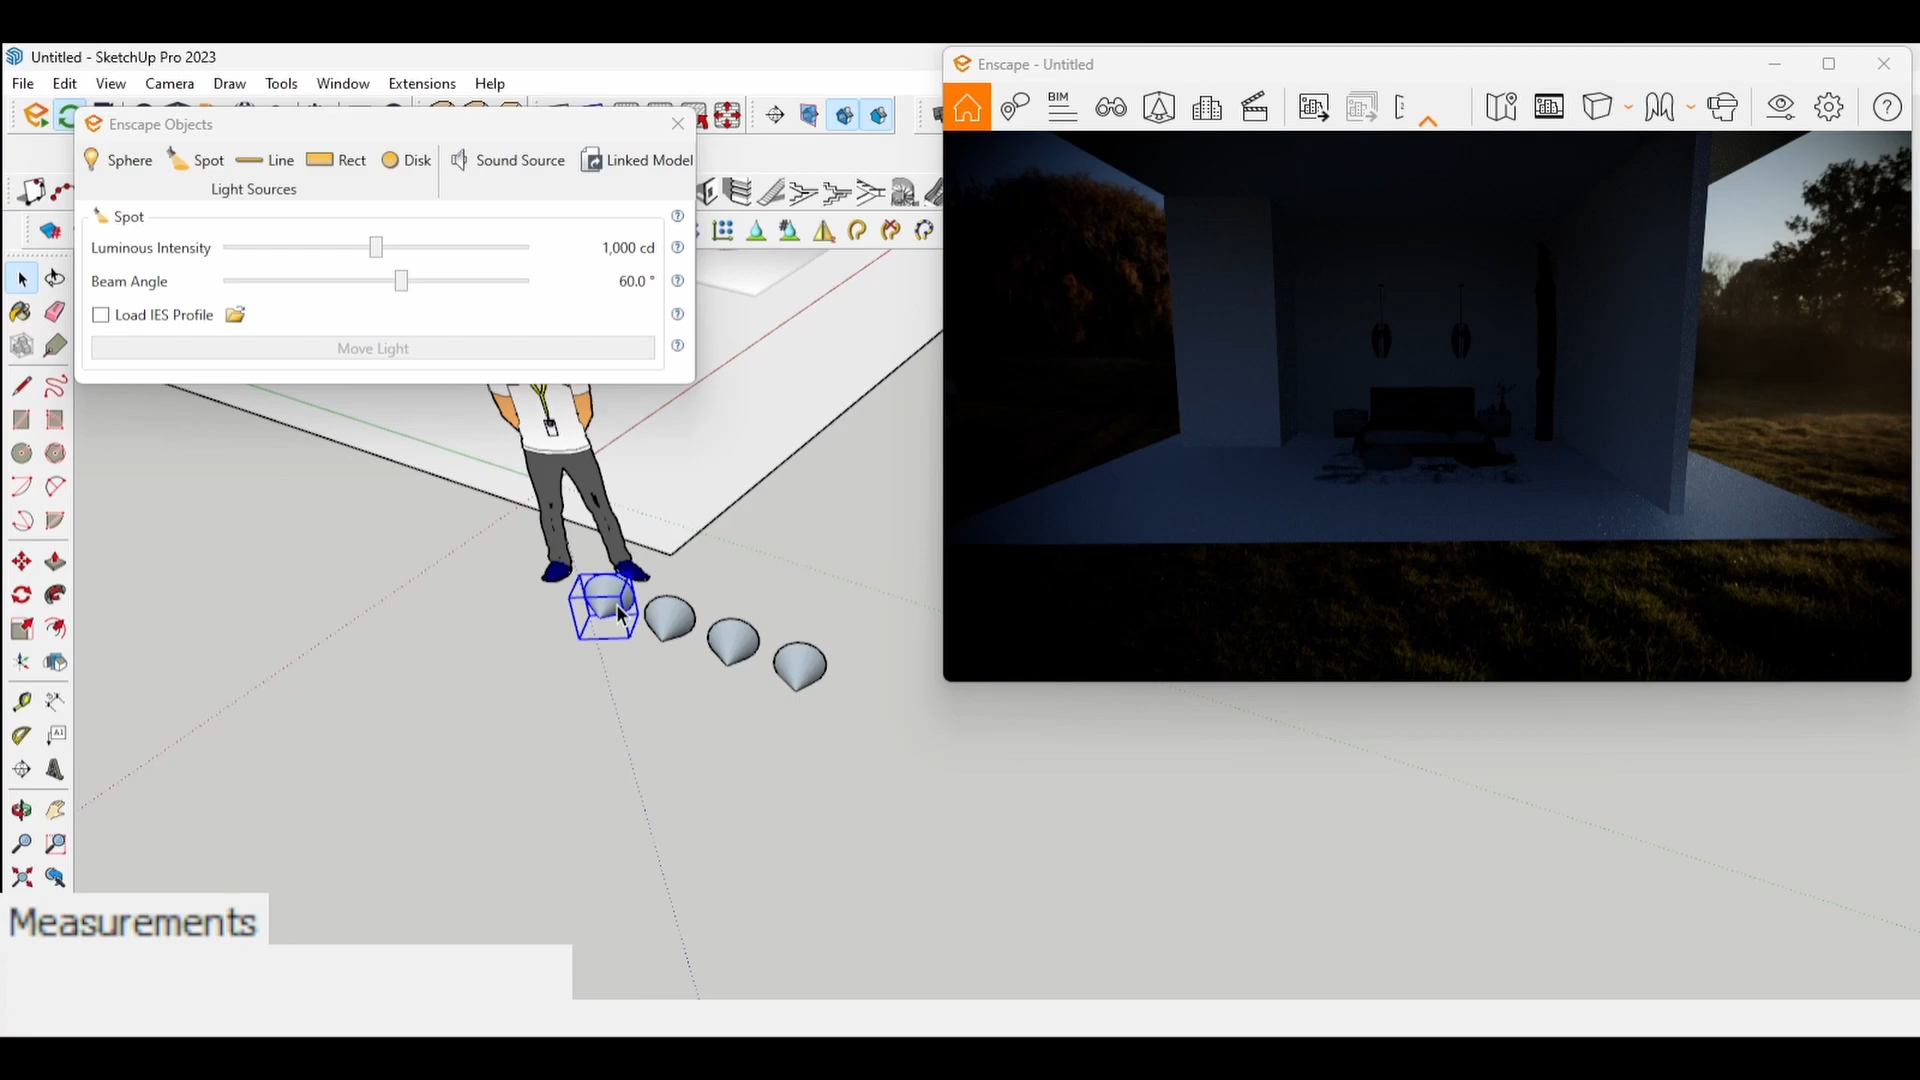 Untitled - SketchUp Pro 2023
File Edit View Camera Draw Tools Window Extensions Help
Enscape Objects
Sphere Spot Line Rect Disk Sound Source Linked Model
Light Sources
Spot
Luminous Intensity 1,000 cd
Beam Angle 60.0 °
Load IES Profile
Move Light
Enscape - Untitled
BIM
Measurements